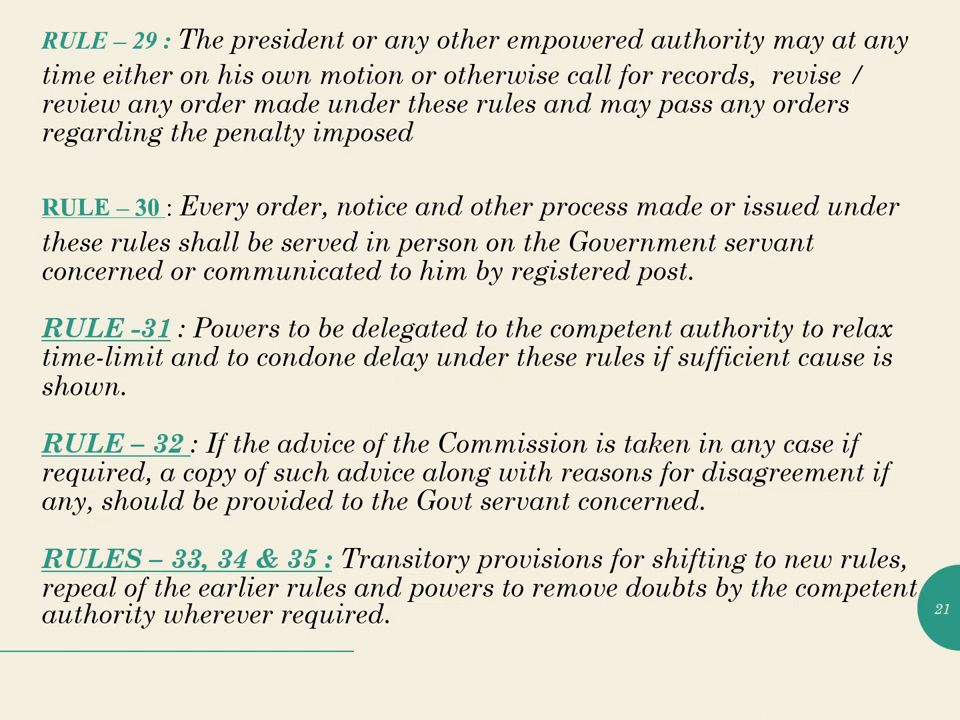 RULE – 29 : The president or any other empowered authority may at any
time either on his own motion or otherwise call for records,  revise /
review any order made under these rules and may pass any orders
regarding the penalty imposed
RULE – 30 : Every order, notice and other process made or issued under
these rules shall be served in person on the Government servant
concerned or communicated to him by registered post.
RULE -31 : Powers to be delegated to the competent authority to relax
time-limit and to condone delay under these rules if sufficient cause is
shown.
RULE – 32 : If the advice of the Commission is taken in any case if
required, a copy of such advice along with reasons for disagreement if
any, should be provided to the Govt servant concerned.
RULES – 33, 34 & 35 : Transitory provisions for shifting to new rules,
repeal of the earlier rules and powers to remove doubts by the competent
authority wherever required.
21